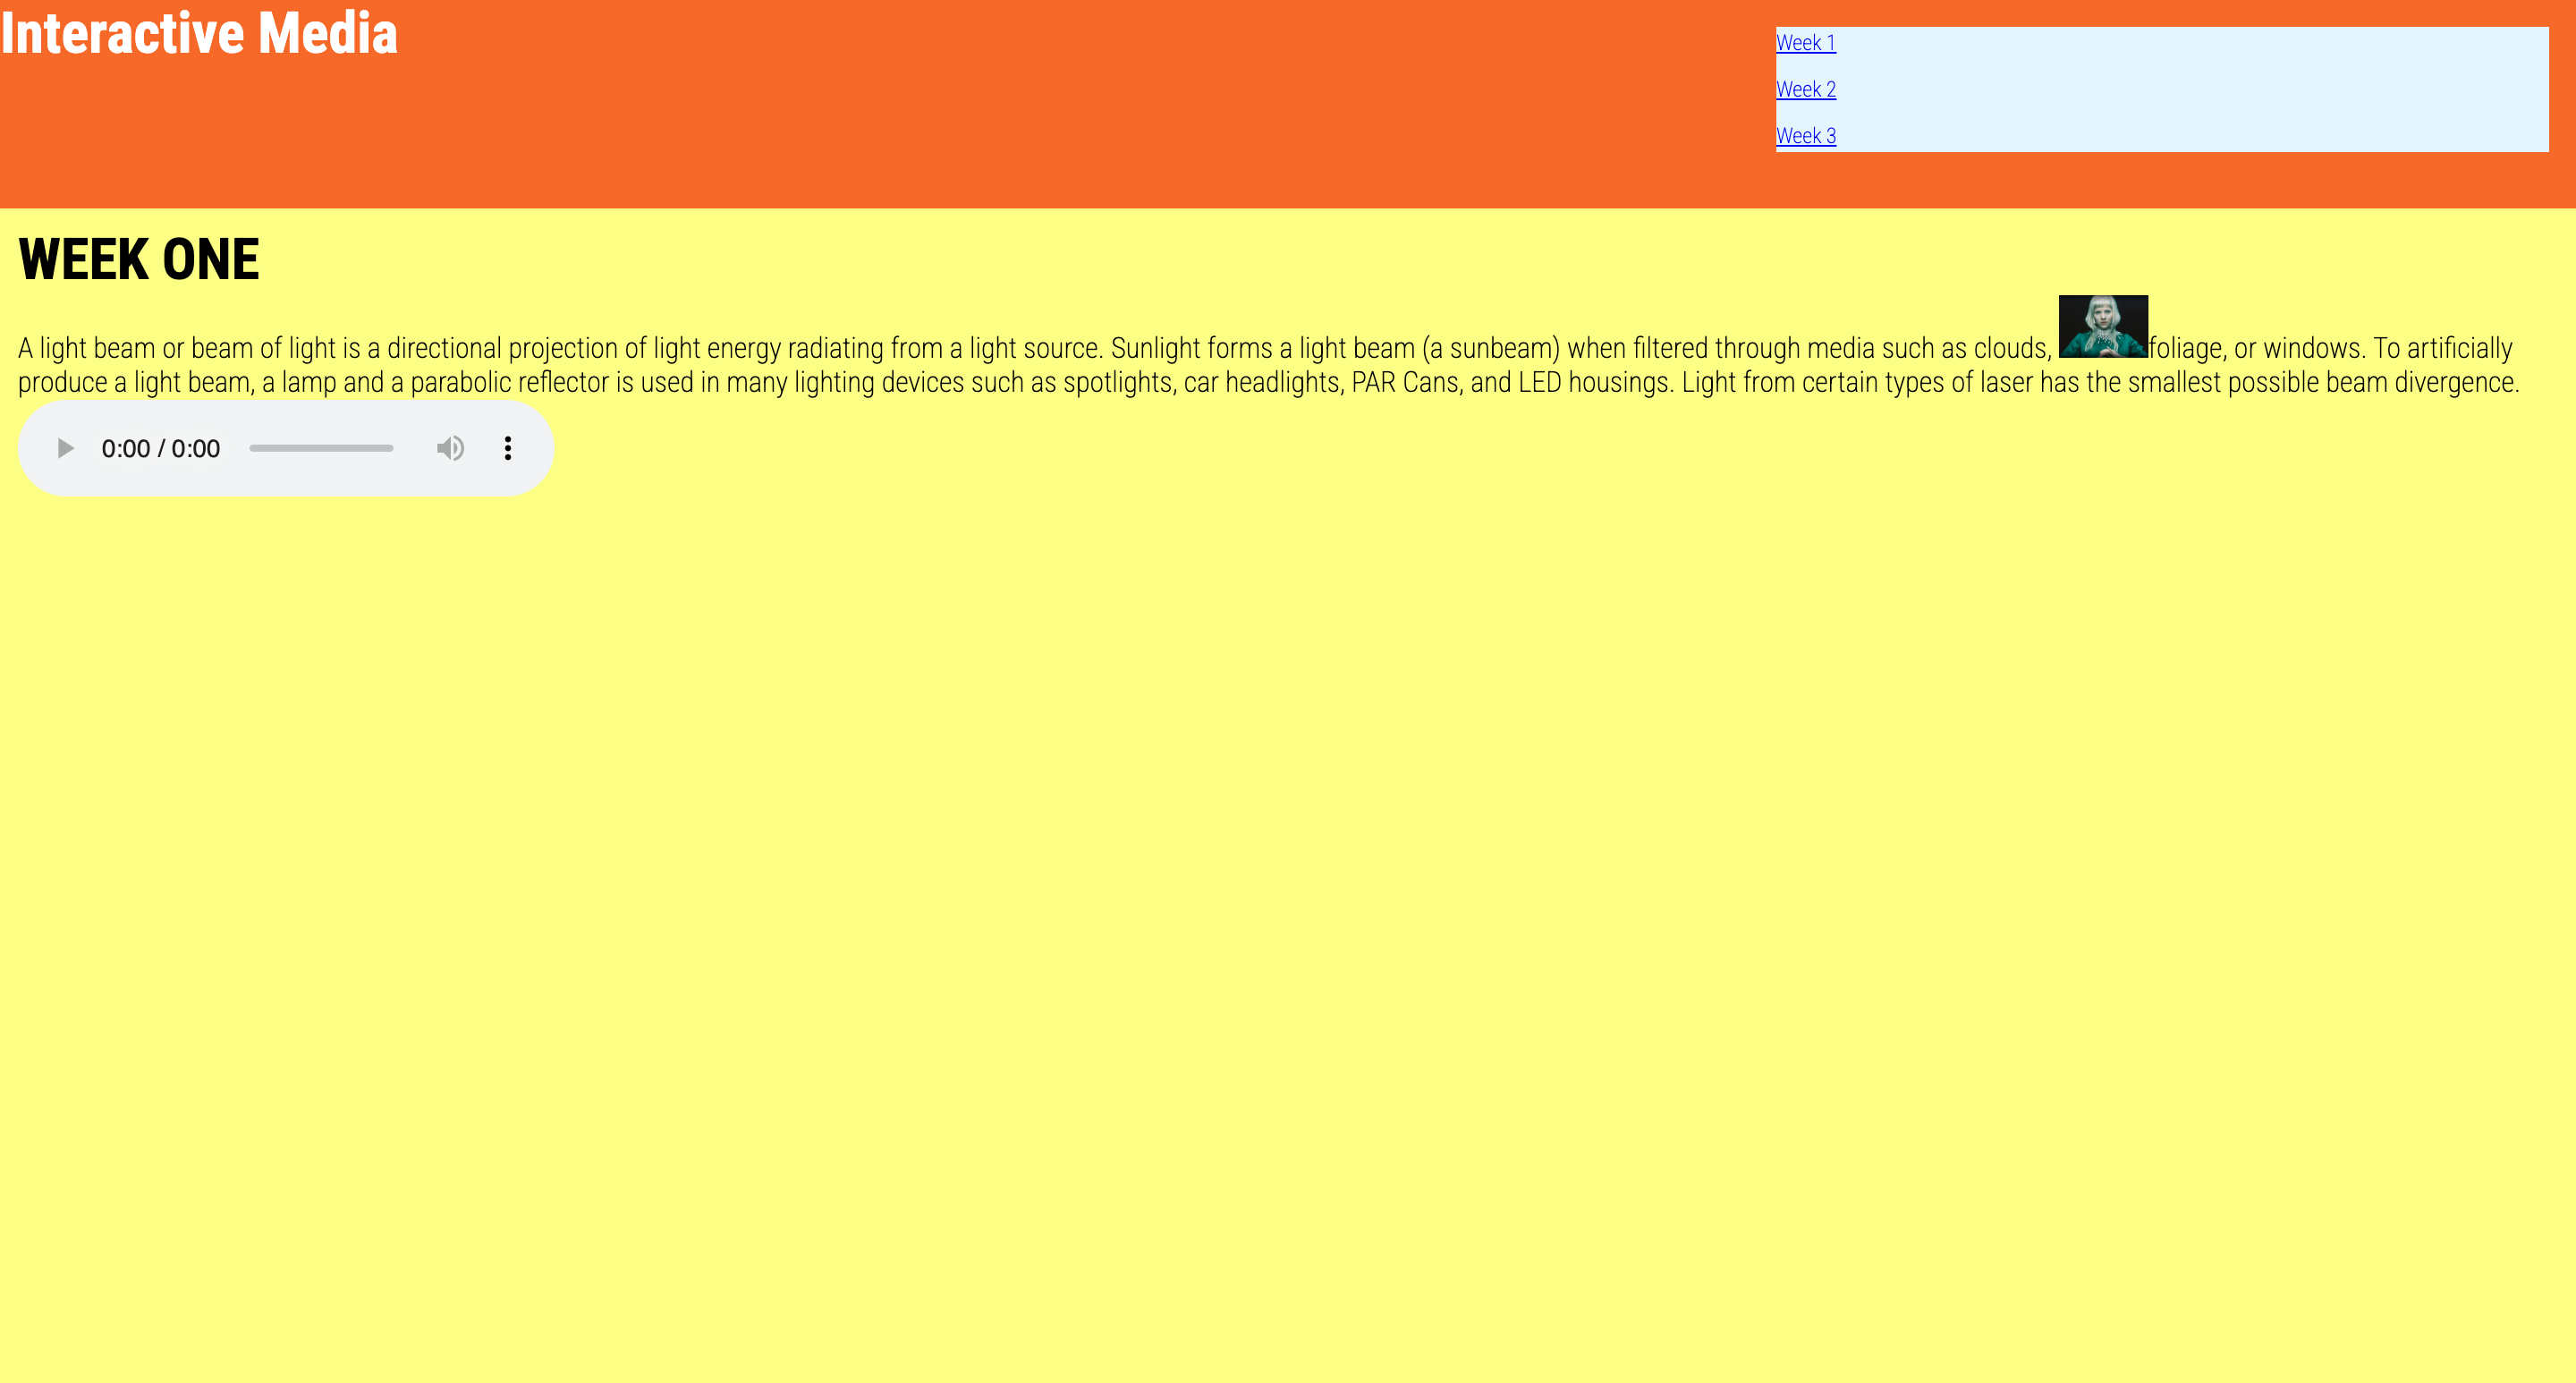 Interactive Media
Week 1
Week 2
Week 3
WEEK ONE
A light beam or beam of light is a directional projection of light energy radiating from a light source. Sunlight forms a light beam (a sunbeam) when filtered through media such as clouds, foliage, or windows. To artificially
produce a light beam, a lamp and a parabolic reflector is used in many lighting devices such as spotlights, car headlights, PAR Cans, and LED housings. Light from certain types of laser has the smallest possible beam divergence.
0:00 / 0:00